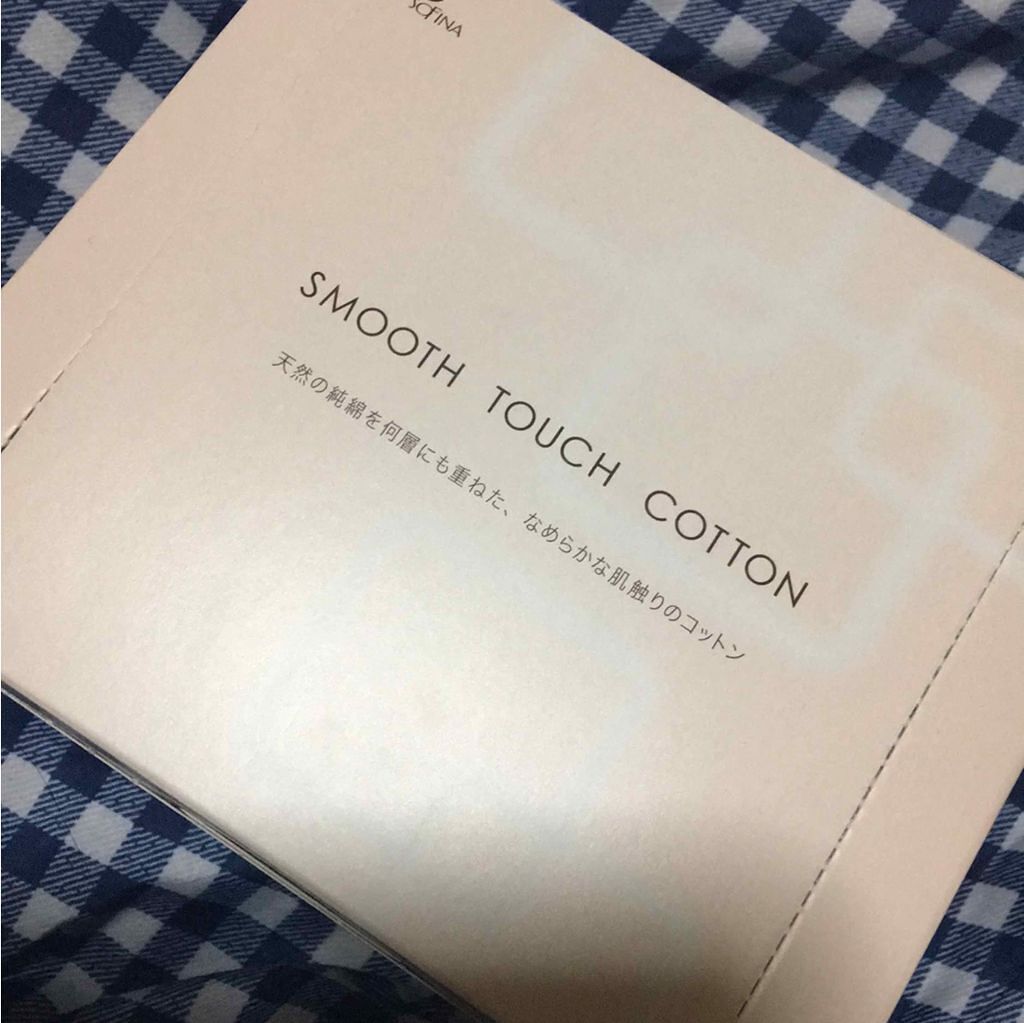 SOFINA
SMOOTH TOUCH COTTON
天然の純綿を何層にも重ねた、なめらかな肌触りのコットン